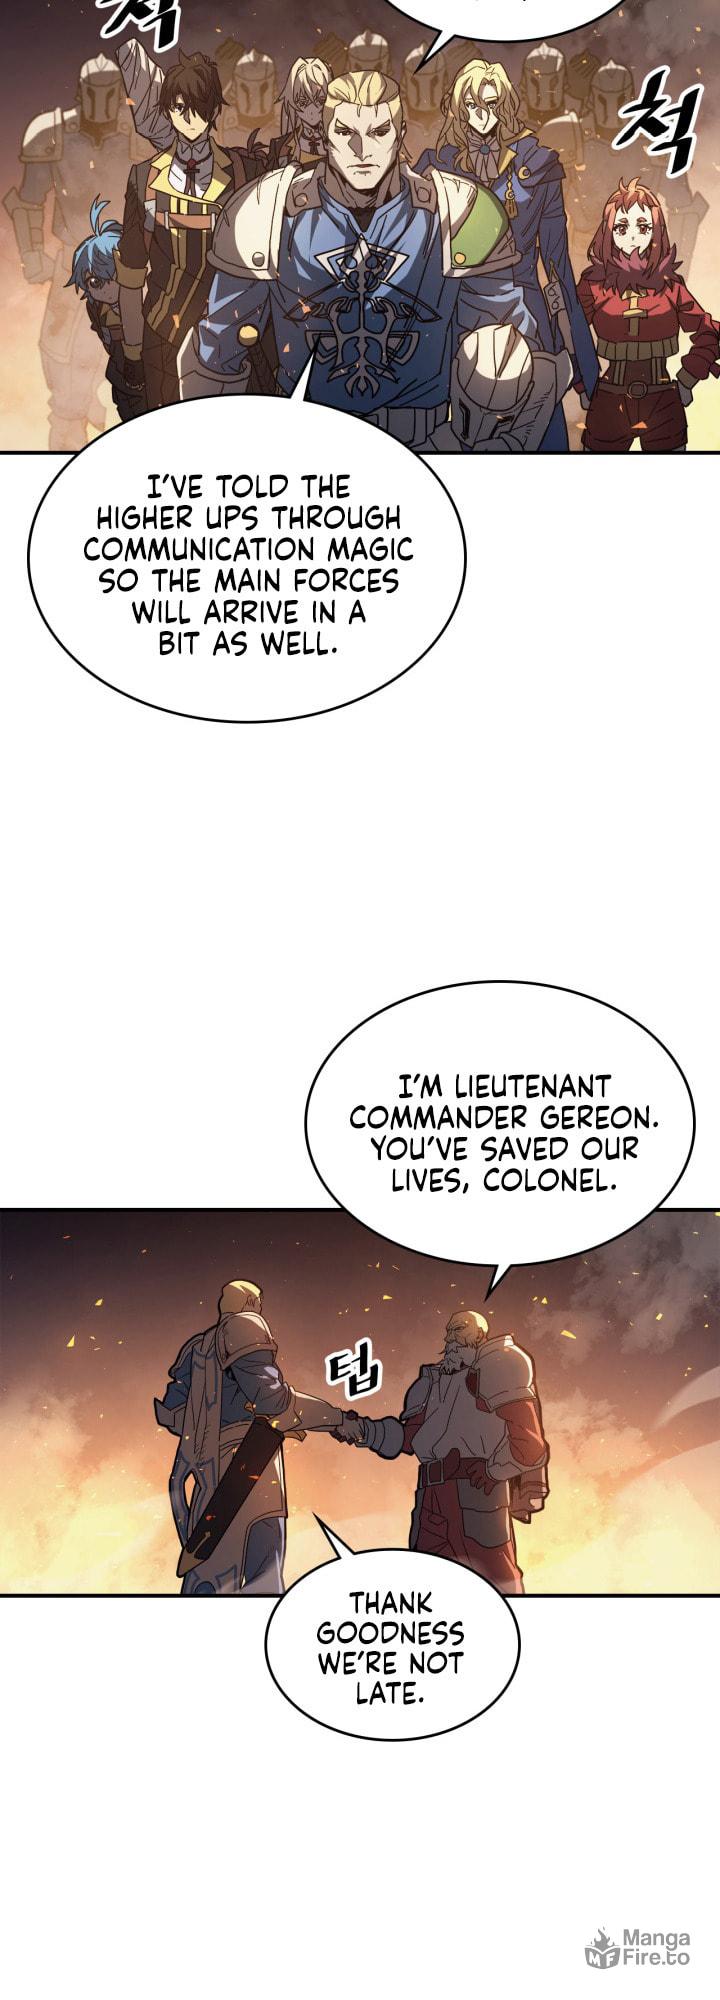 척
척
I'VE TOLD THE
HIGHER UPS THROUGH
COMMUNICATION MAGIC
SO THE MAIN FORCES
WILL ARRIVE IN A
BIT AS WELL.
I'M LIEUTENANT
COMMANDER GEREON.
YOU'VE SAVED OUR
LIVES, COLONEL.
텁
THANK
GOODNESS
WE'RE NOT
LATE.
Manga
MF Fire.to